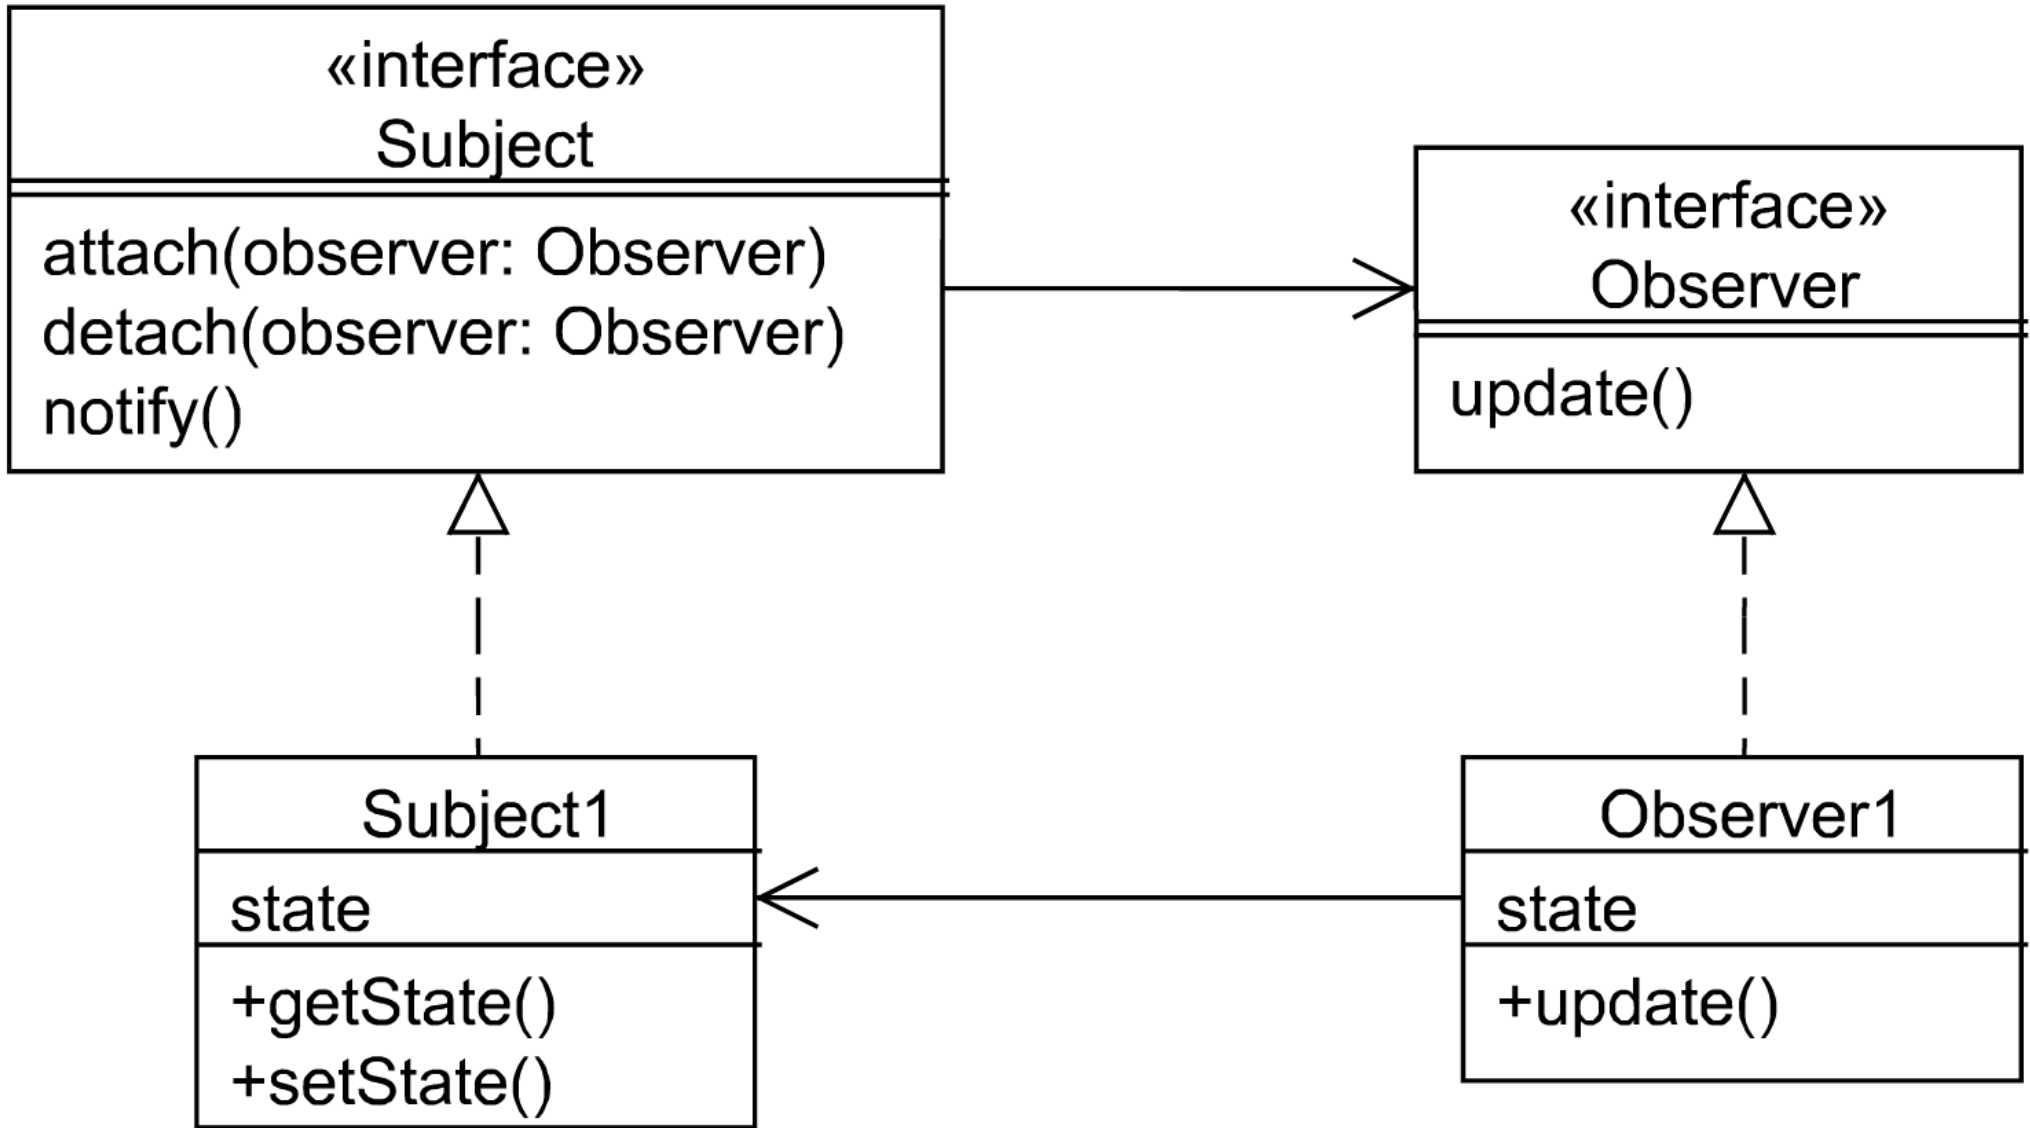 «interface»
Subject
attach(observer: Observer)
detach(observer: Observer)
notify()
«interface»
Observer
update()
Subject1
state
+getState()
+setState()
Observer1
state
+update()